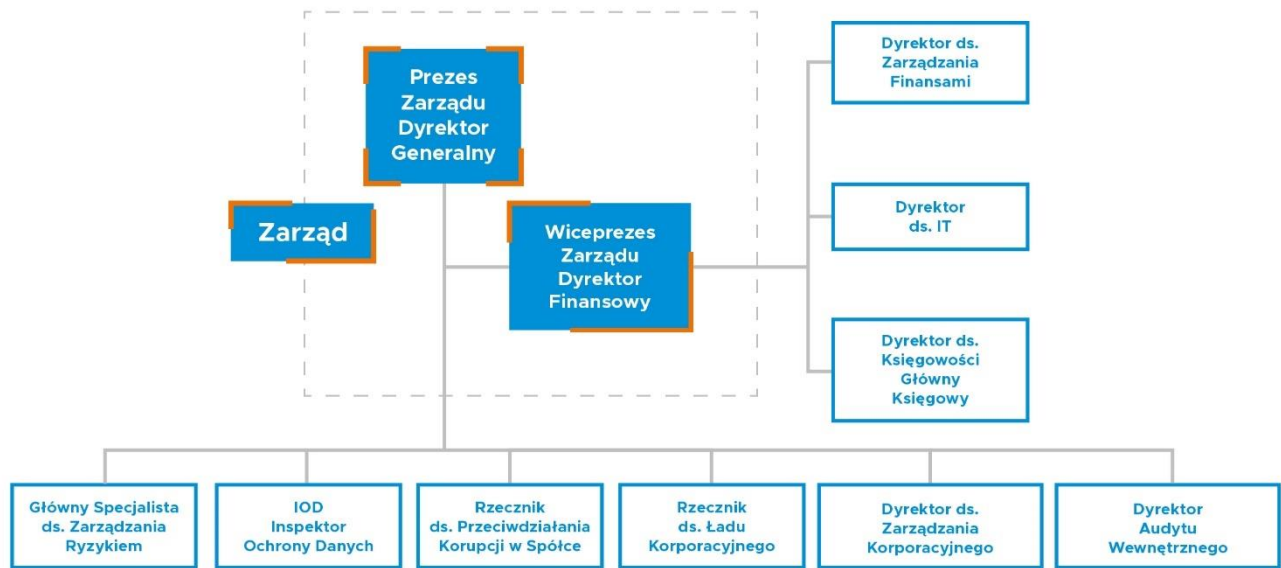 Prezes
Zarządu
Dyrektor
Generalny
Zarząd
Wiceprezes
Zarządu
Dyrektor
Finansowy
Dyrektor ds.
Zarządzania
Finansami
Dyrektor
ds. IT
Dyrektor ds.
Księgowości
Główny
Księgowy
Główny Specjalista
ds. Zarządzania
Ryzykiem
IOD
Inspektor
Ochrony Danych
Rzecznik
ds. Przeciwdziałania
Korupcji w Spółce
Rzecznik
ds. Ładu
Korporacyjnego
Dyrektor ds.
Zarządzania
Korporacyjnego
Dyrektor
Audytu
Wewnętrznego